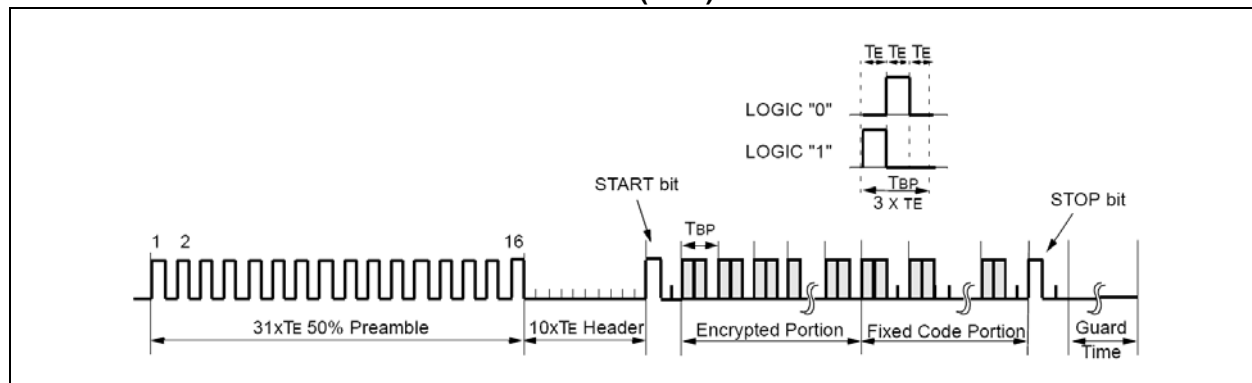 TE TE TE
LOGIC "0"
LOGIC "1"
TBP
3 X TE
START bit
STOP bit
1 2 16
TBP
31xTE 50% Preamble
10xTE Header
Encrypted Portion
Fixed Code Portion
Guard
Time